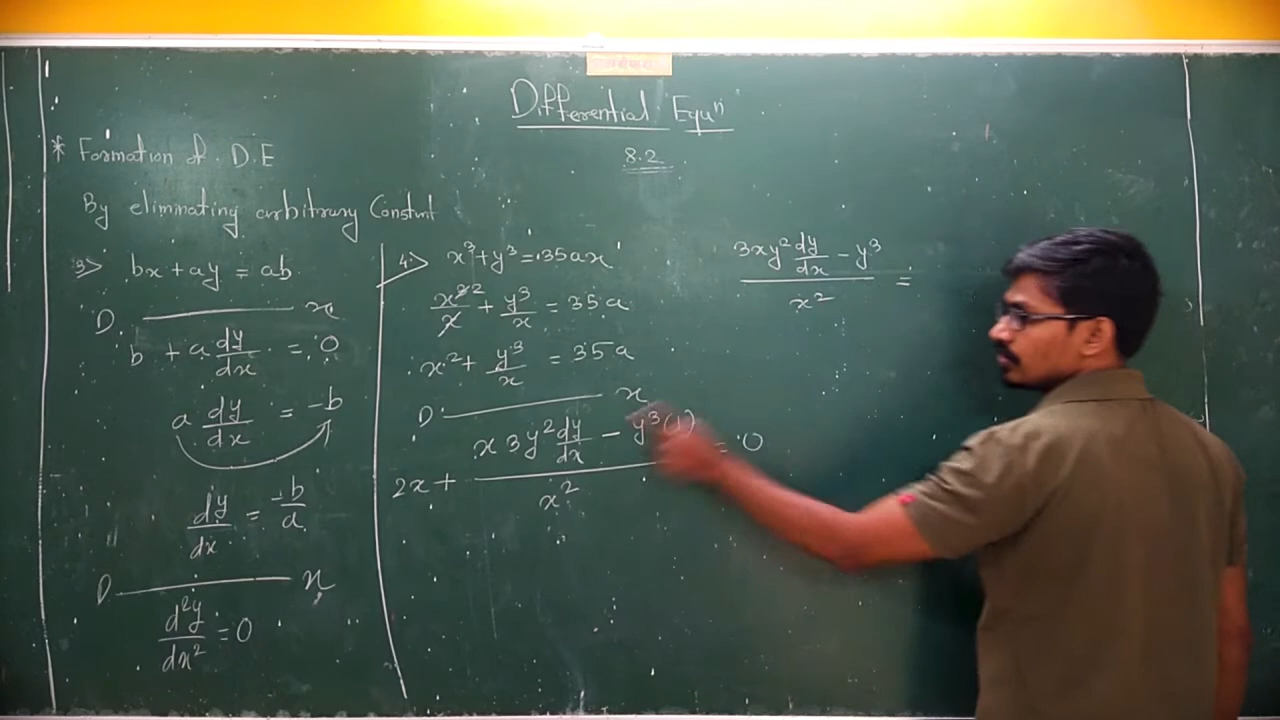 Differential Equⁿ
8.2
* Formation of D.E
By eliminating arbitrary Constant
3> bx + ay = ab
D. ——— x
b + a dy/dx = 0
a dy/dx = -b
dy/dx = -b/a
D. ——— x
d²y/dx² = 0
4> x³ + y³ = 35ax
x³²/x + y³/x = 35a
x² + y³/x = 35a
D. ——— x
2x + (x 3y² dy/dx - y³(1))/x² = 0
(3xy² dy/dx - y³)/x² =